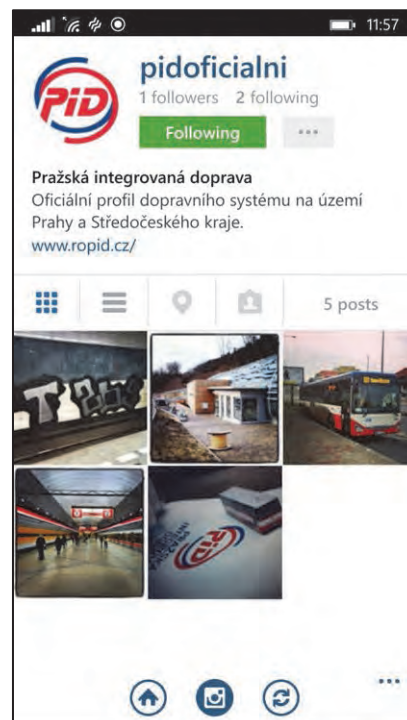 11:57
PiD
pidoficialni
1 followers 2 following
Following
Pražská integrovaná doprava
Oficiální profil dopravního systému na území
Prahy a Středočeského kraje.
www.ropid.cz/
5 posts
PiD